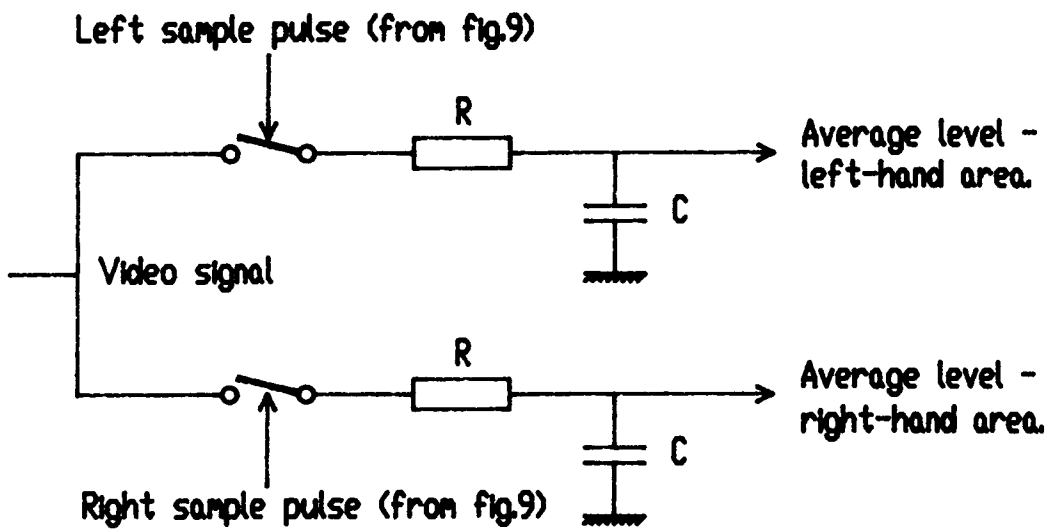 Left sample pulse (from fig.9)
R
Average level -
left-hand area.
C
Video signal
R
Average level -
right-hand area.
C
Right sample pulse (from fig.9)